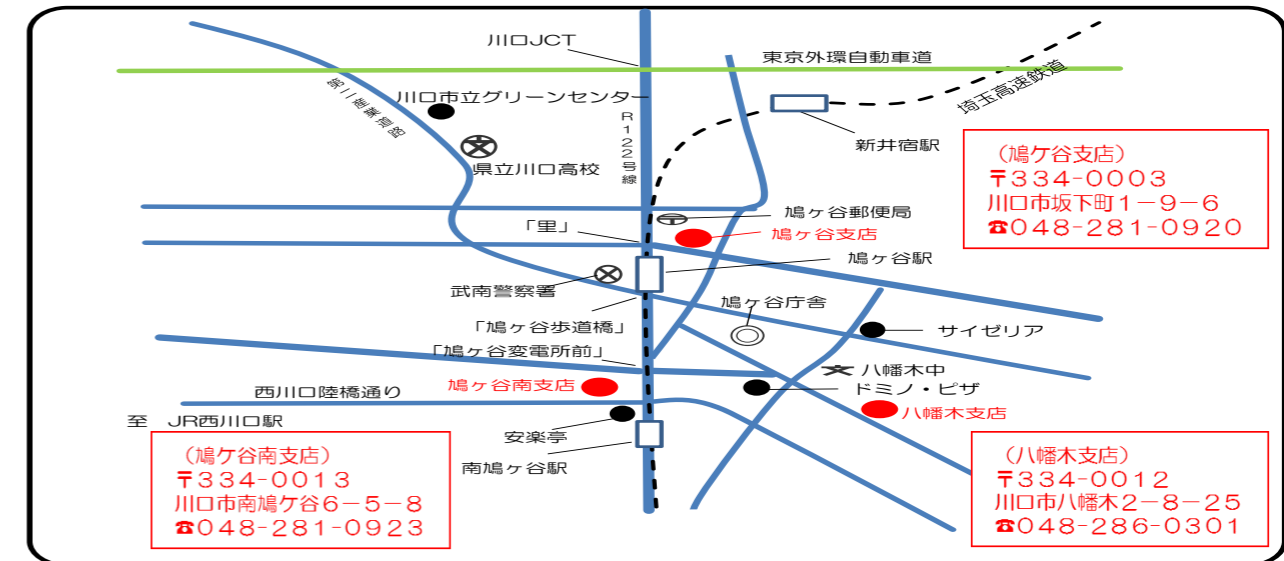 川口JCT
東京外環自動車道
第二産業道路
川口市立グリーンセンター
R122号線
埼玉高速鉄道
新井宿駅
県立川口高校
(鳩ケ谷支店)
〒334-0003
川口市坂下町1-9-6
☎048-281-0920
鳩ヶ谷郵便局
「里」
鳩ヶ谷支店
鳩ヶ谷駅
武南警察署
鳩ヶ谷庁舎
「鳩ヶ谷歩道橋」
サイゼリア
「鳩ヶ谷変電所前」
八幡木中
ドミノ・ピザ
鳩ヶ谷南支店
西川口陸橋通り
八幡木支店
至 JR西川口駅
安楽亭
南鳩ヶ谷駅
(鳩ケ谷南支店)
〒334-0013
川口市南鳩ケ谷6-5-8
☎048-281-0923
(八幡木支店)
〒334-0012
川口市八幡木2-8-25
☎048-286-0301